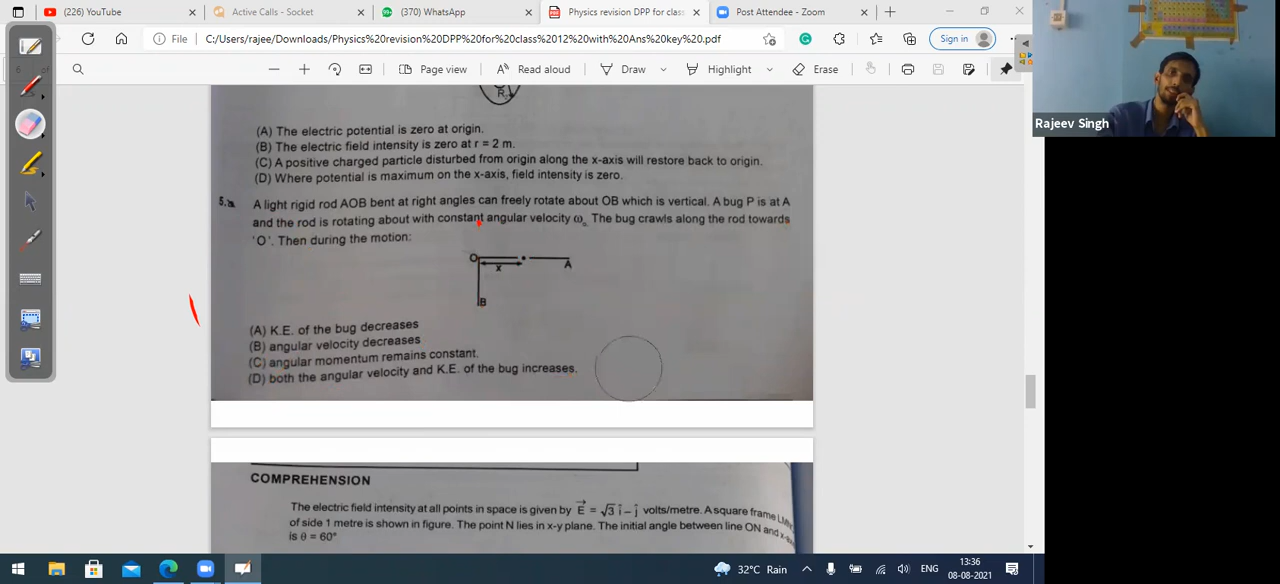 (226) YouTube
Active Calls - Socket
(370) WhatsApp
Physics revision DPP for class
Post Attendee - Zoom
File
C:/Users/rajee/Downloads/Physics%20revision%20DPP%20for%20class%2012%20with%20Ans%20key%20.pdf
Sign in
Page view
Read aloud
Draw
Highlight
Erase
Rajeev Singh
R
(A) The electric potential is zero at origin.
(B) The electric field intensity is zero at r = 2 m.
(C) A positive charged particle disturbed from origin along the x-axis will restore back to origin.
(D) Where potential is maximum on the x-axis, field intensity is zero.
5.
A light rigid rod AOB bent at right angles can freely rotate about OB which is vertical. A bug P is at A
and the rod is rotating about with constant angular velocity ω₀. The bug crawls along the rod towards
'O'. Then during the motion:
O
x
A
B
(A) K.E. of the bug decreases
(B) angular velocity decreases
(C) angular momentum remains constant.
(D) both the angular velocity and K.E. of the bug increases.
COMPREHENSION
The electric field intensity at all points in space is given by E⃗ = √3 î – ĵ volts/metre. A square frame
of side 1 metre is shown in figure. The point N lies in x-y plane. The initial angle between line ON and
is θ = 60°
32°C Rain
ENG
13:36
08-08-2021